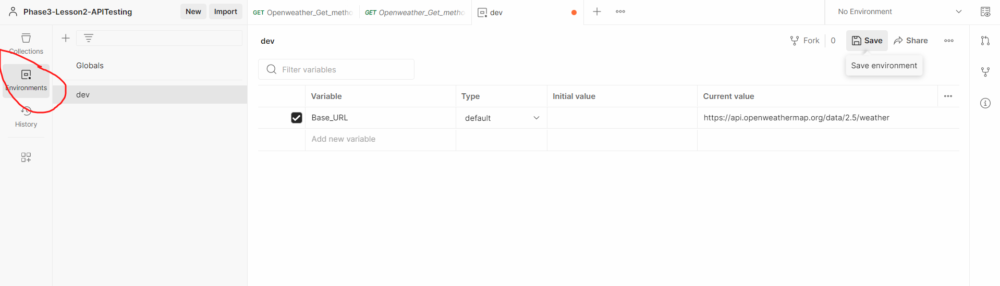 Phase3-Lesson2-APITesting
New
Import
GET Openweather_Get_metho
GET Openweather_Get_metho
dev
No Environment
Collections
Environments
History
Globals
dev
dev
Fork 0
Save
Share
Save environment
Filter variables
Variable Type Initial value Current value
Base_URL default https://api.openweathermap.org/data/2.5/weather
Add new variable